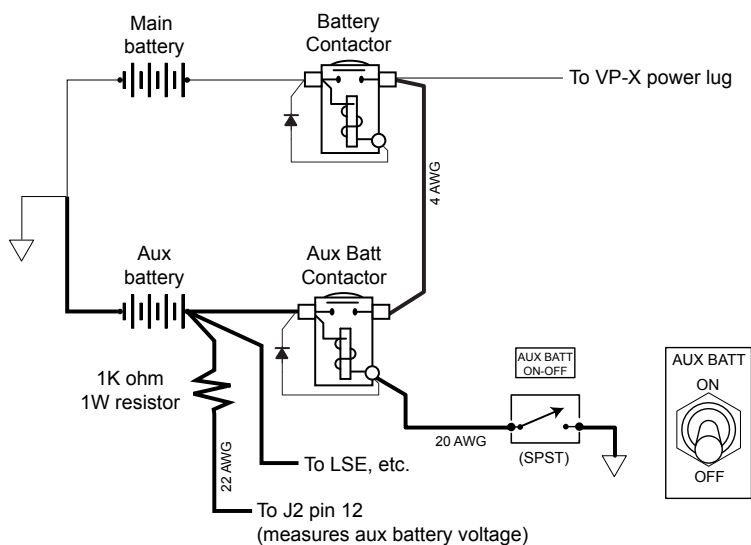 Main
battery
Battery
Contactor
To VP-X power lug
4 AWG
Aux
battery
Aux Batt
Contactor
1K ohm
1W resistor
22 AWG
20 AWG
AUX BATT
ON-OFF
(SPST)
AUX BATT
ON
OFF
To LSE, etc.
To J2 pin 12
(measures aux battery voltage)